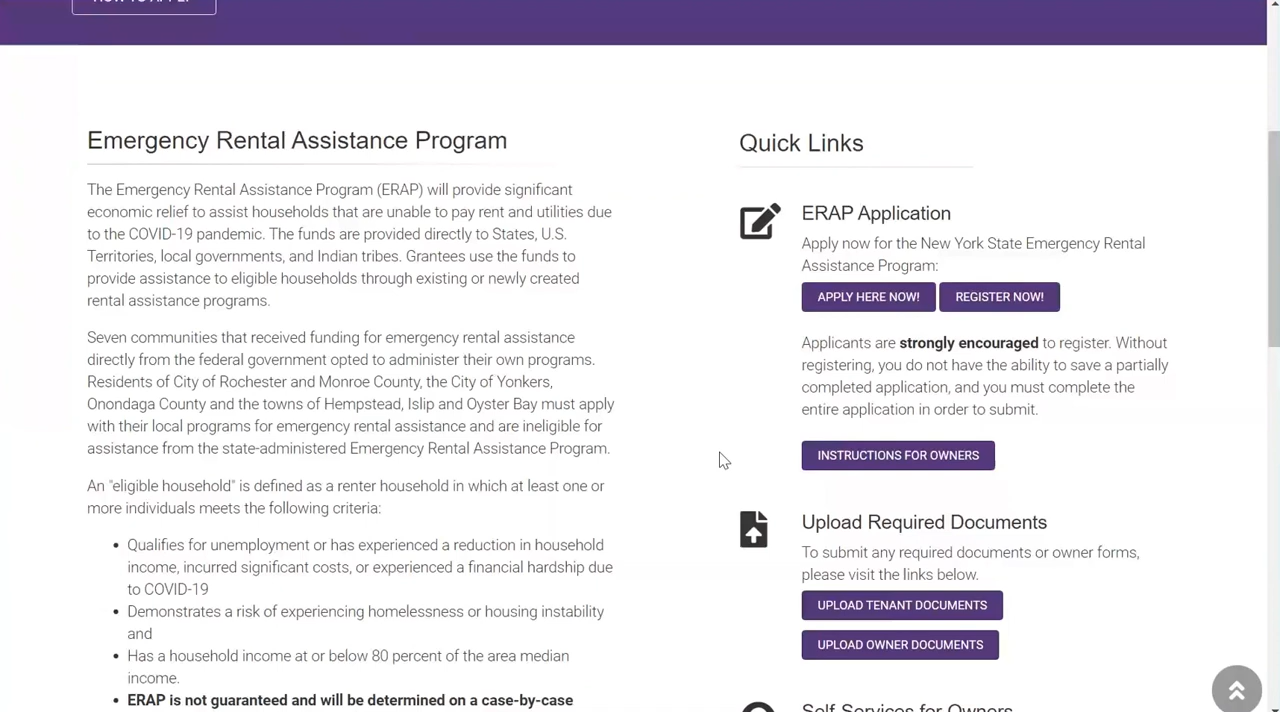 HOW TO APPLY
Emergency Rental Assistance Program
The Emergency Rental Assistance Program (ERAP) will provide significant
economic relief to assist households that are unable to pay rent and utilities due
to the COVID-19 pandemic. The funds are provided directly to States, U.S.
Territories, local governments, and Indian tribes. Grantees use the funds to
provide assistance to eligible households through existing or newly created
rental assistance programs.
Seven communities that received funding for emergency rental assistance
directly from the federal government opted to administer their own programs.
Residents of City of Rochester and Monroe County, the City of Yonkers,
Onondaga County and the towns of Hempstead, Islip and Oyster Bay must apply
with their local programs for emergency rental assistance and are ineligible for
assistance from the state-administered Emergency Rental Assistance Program.
An "eligible household" is defined as a renter household in which at least one or
more individuals meets the following criteria:
• Qualifies for unemployment or has experienced a reduction in household
income, incurred significant costs, or experienced a financial hardship due
to COVID-19
• Demonstrates a risk of experiencing homelessness or housing instability
and
• Has a household income at or below 80 percent of the area median
income.
• ERAP is not guaranteed and will be determined on a case-by-case
Quick Links
ERAP Application
Apply now for the New York State Emergency Rental
Assistance Program:
APPLY HERE NOW! REGISTER NOW!
Applicants are strongly encouraged to register. Without
registering, you do not have the ability to save a partially
completed application, and you must complete the
entire application in order to submit.
INSTRUCTIONS FOR OWNERS
Upload Required Documents
To submit any required documents or owner forms,
please visit the links below.
UPLOAD TENANT DOCUMENTS
UPLOAD OWNER DOCUMENTS
Self-Services for Owners